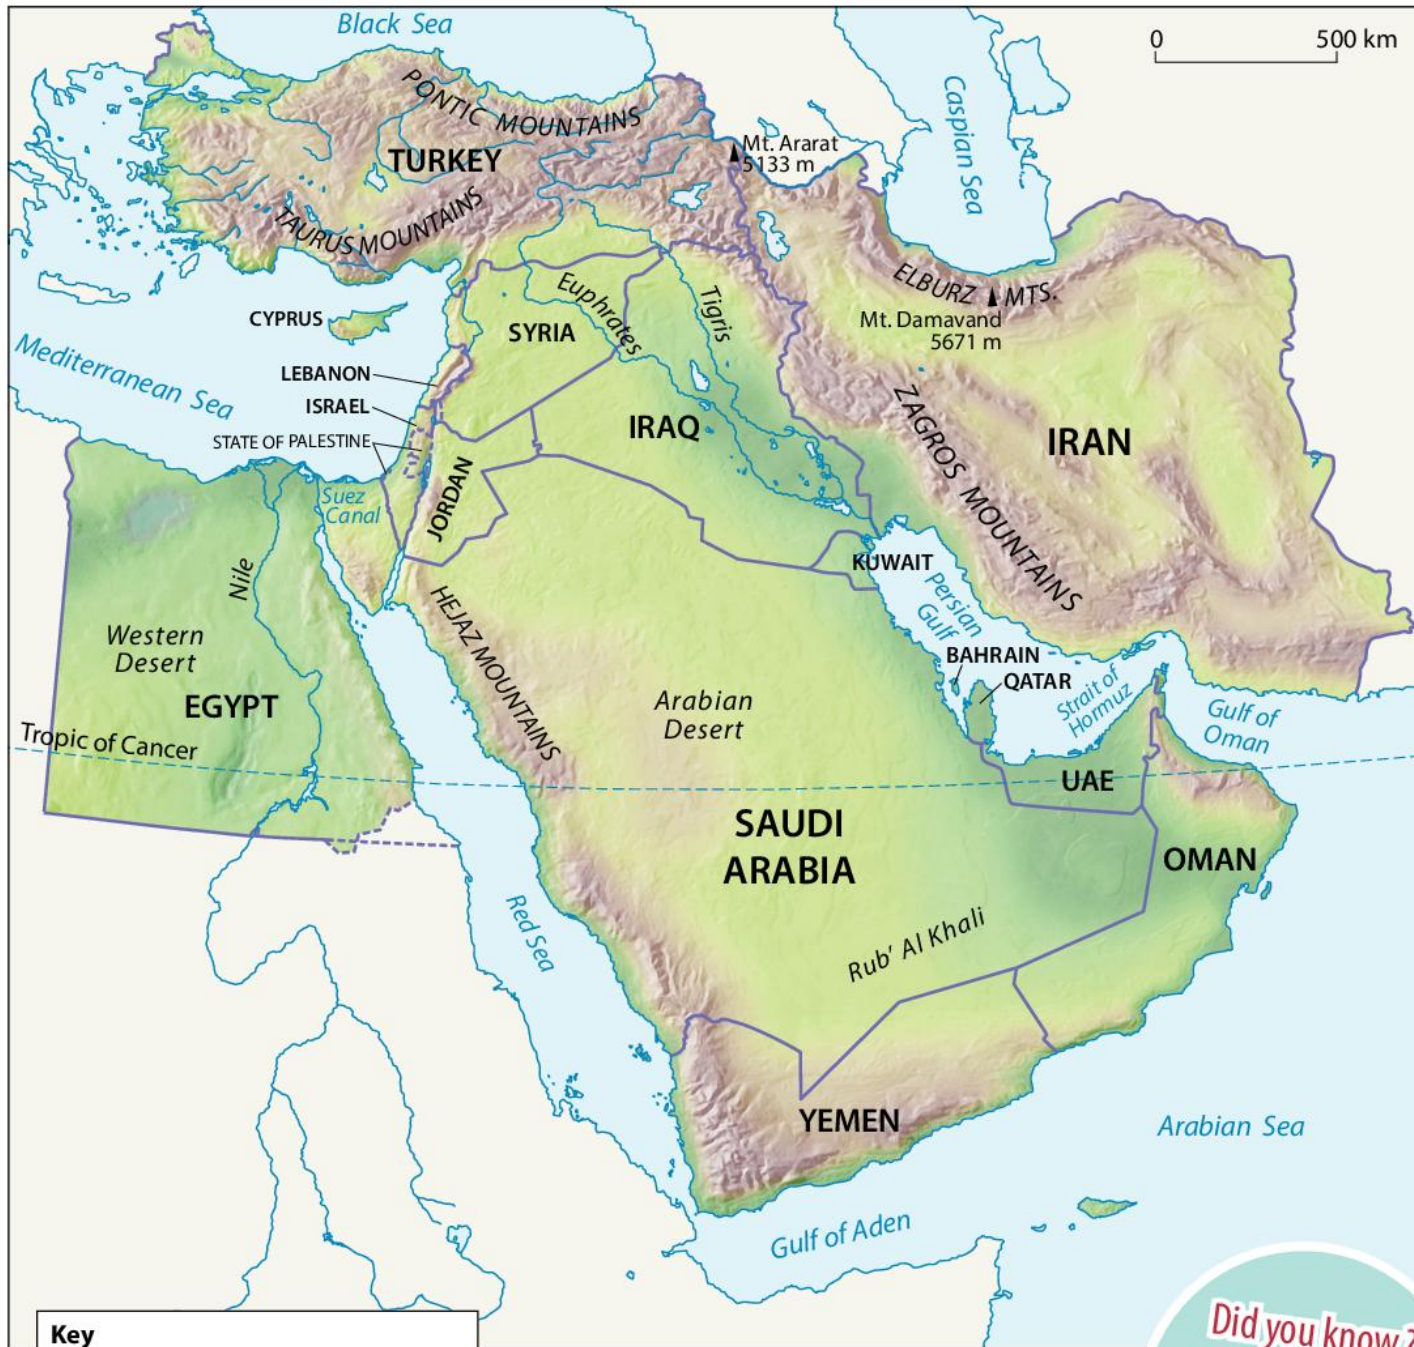 Black Sea
0 500 km
Caspian Sea
PONTIC MOUNTAINS
Mt. Ararat
5133 m
TURKEY
TAURUS MOUNTAINS
ELBURZ MTS.
Mt. Damavand
5671 m
CYPRUS
SYRIA
Euphrates
Tigris
Mediterranean Sea
LEBANON
ISRAEL
STATE OF PALESTINE
IRAQ
ZAGROS MOUNTAINS
IRAN
JORDAN
Suez
Canal
KUWAIT
Nile
HEJAZ MOUNTAINS
Persian
Gulf
Western
Desert
BAHRAIN
QATAR
EGYPT
Arabian
Desert
Strait of
Hormuz
Gulf of
Oman
Tropic of Cancer
UAE
SAUDI
ARABIA
OMAN
Red Sea
Rub' Al Khali
YEMEN
Arabian Sea
Gulf of Aden
Key
Did you know?